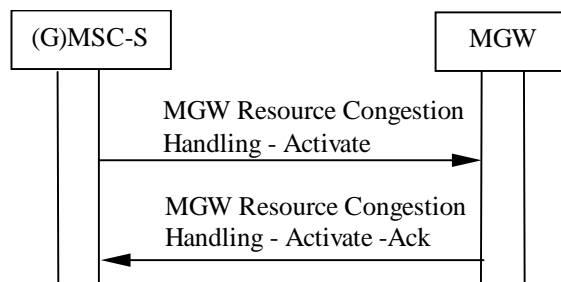 (G)MSC-S
MGW
MGW Resource Congestion
Handling - Activate
MGW Resource Congestion
Handling - Activate -Ack